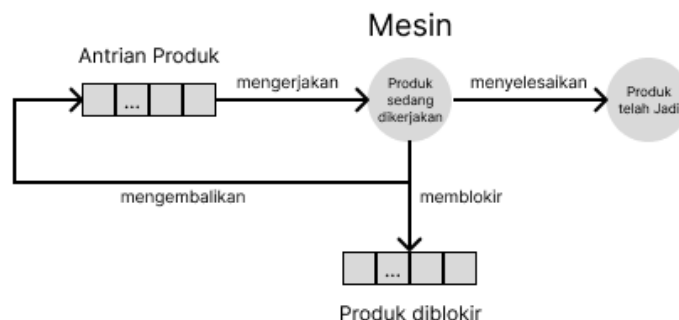 Mesin
Antrian Produk
mengerjakan
Produk
sedang
dikerjakan
menyelesaikan
Produk
telah Jadi
...
mengembalikan
memblokir
...
Produk diblokir